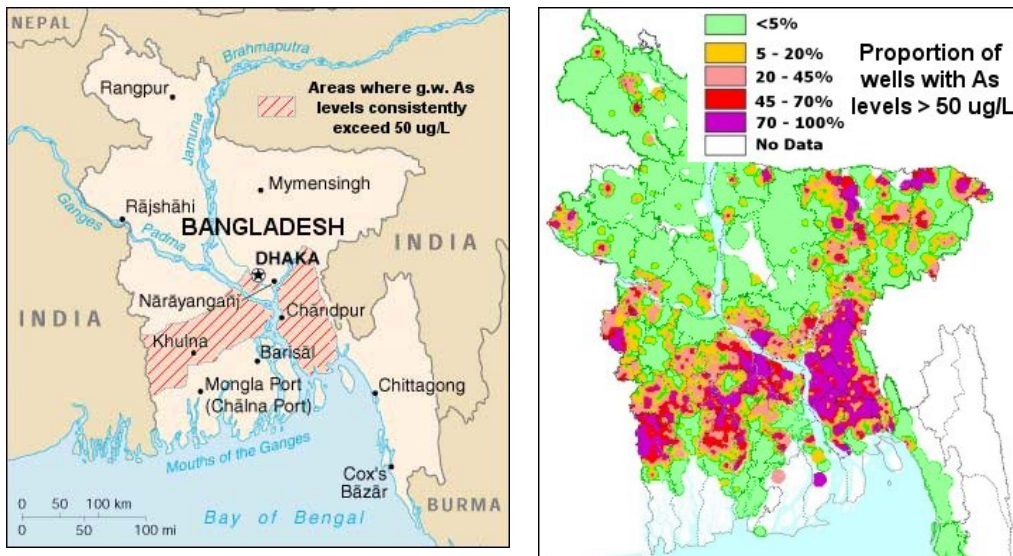 NEPAL
Brahmaputra
Rangpur
Areas where g.w. As
levels consistently
exceed 50 ug/L
Jamuna
Mymensingh
Ganges
Rājshāhi
Padma
BANGLADESH
INDIA
DHAKA
Nārāyanganj
INDIA
Chāndpur
Khulna
Barisāl
Mongla Port
(Chālna Port)
Chittagong
Mouths of the Ganges
Cox's
Bāzār
BURMA
0 50 100 km
0 50 100 mi
Bay of Bengal
<5%
5 - 20%
20 - 45%
45 - 70%
70 - 100%
No Data
Proportion of
wells with As
levels > 50 ug/L